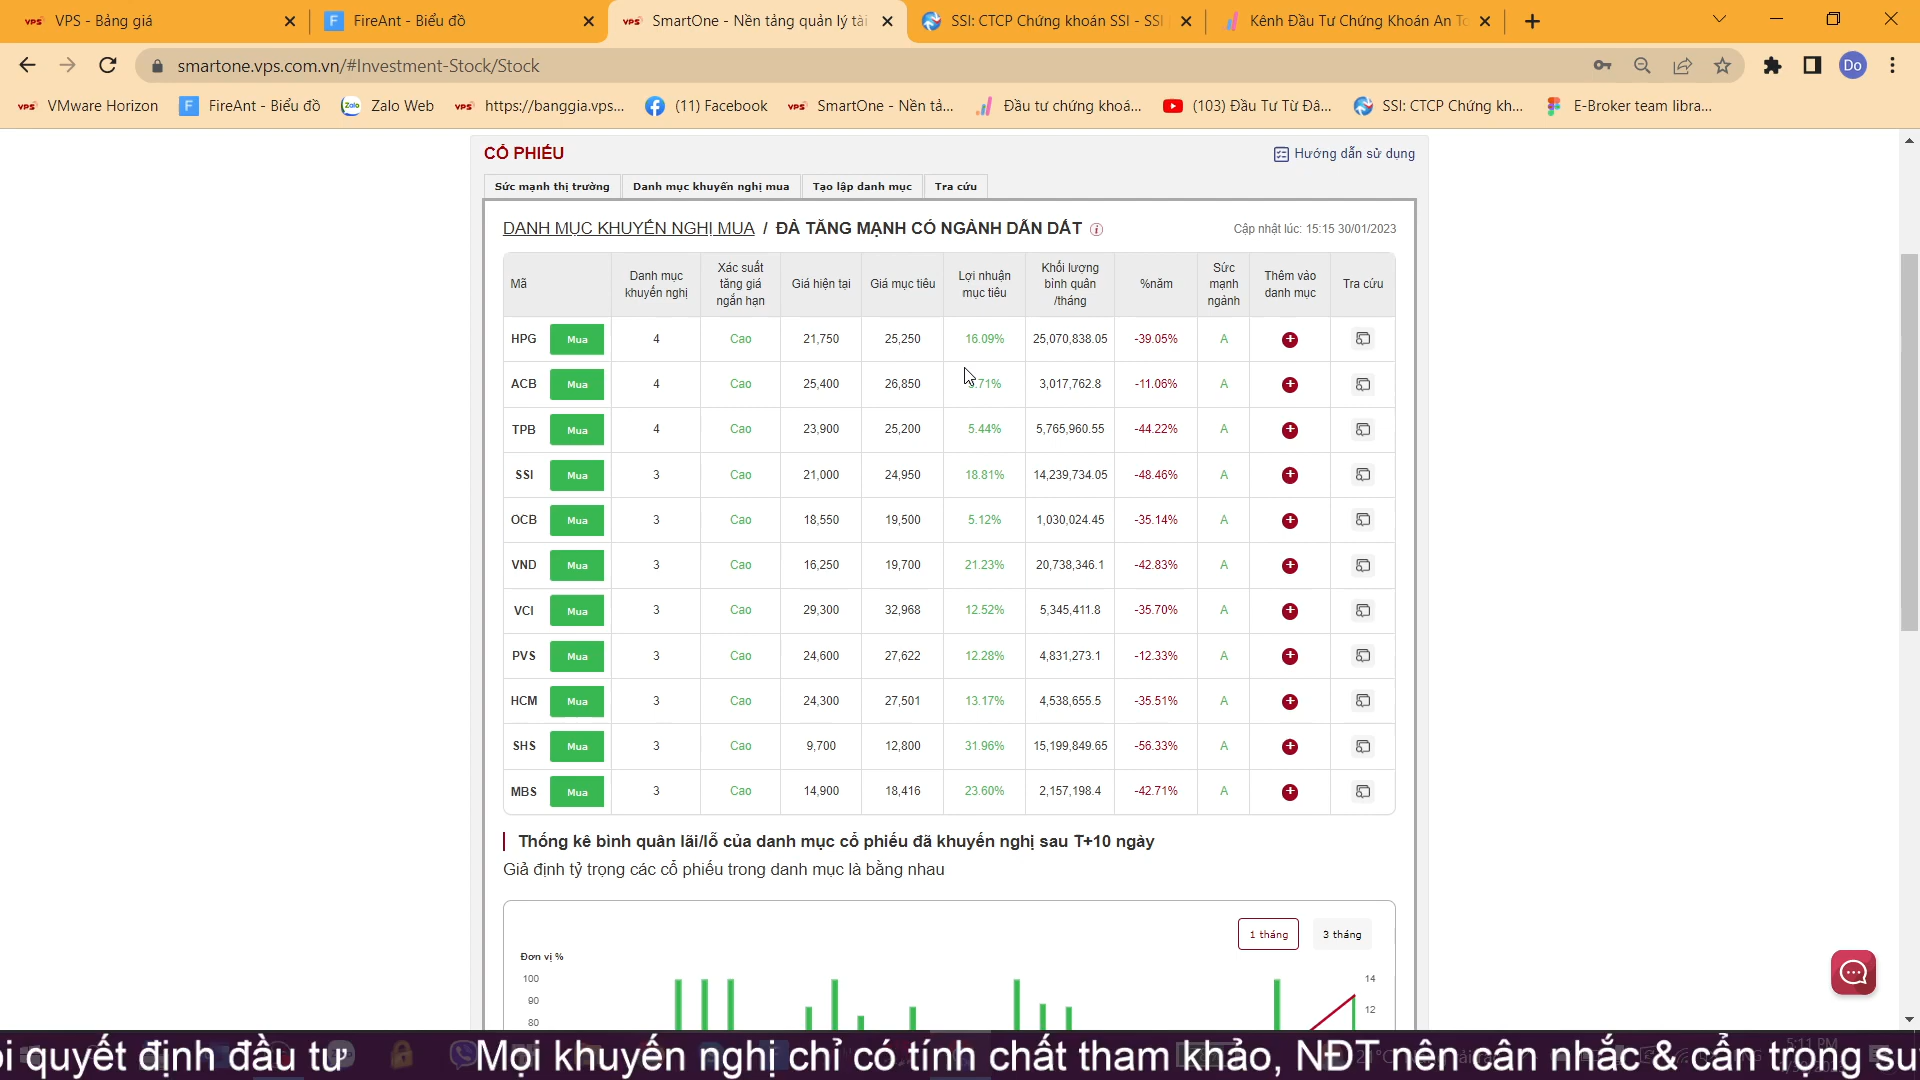 VPS - Bảng giá
FireAnt - Biểu đồ
SmartOne - Nền tảng quản lý tài
SSI: CTCP Chứng khoán SSI - SSI
Kênh Đầu Tư Chứng Khoán An To
smartone.vps.com.vn/#Investment-Stock/Stock
Do
VMware Horizon
FireAnt - Biểu đồ
Zalo Web
https://banggia.vps...
(11) Facebook
SmartOne - Nền tả...
Đầu tư chứng khoá...
(103) Đầu Tư Từ Đâ...
SSI: CTCP Chứng kh...
E-Broker team libra...
CỔ PHIẾU
Hướng dẫn sử dụng
Sức mạnh thị trường Danh mục khuyến nghị mua Tạo lập danh mục Tra cứu
DANH MỤC KHUYẾN NGHỊ MUA / ĐÀ TĂNG MẠNH CÓ NGÀNH DẪN DẮT
Cập nhật lúc: 15:15 30/01/2023
Mã Danh mục khuyến nghị Xác suất tăng giá ngắn hạn Giá hiện tại Giá mục tiêu Lợi nhuận mục tiêu Khối lượng bình quân /tháng %năm Sức mạnh ngành Thêm vào danh mục Tra cứu
HPG Mua 4 Cao 21,750 25,250 16.09% 25,070,838.05 -39.05% A
ACB Mua 4 Cao 25,400 26,850 .71% 3,017,762.8 -11.06% A
TPB Mua 4 Cao 23,900 25,200 5.44% 5,765,960.55 -44.22% A
SSI Mua 3 Cao 21,000 24,950 18.81% 14,239,734.05 -48.46% A
OCB Mua 3 Cao 18,550 19,500 5.12% 1,030,024.45 -35.14% A
VND Mua 3 Cao 16,250 19,700 21.23% 20,738,346.1 -42.83% A
VCI Mua 3 Cao 29,300 32,968 12.52% 5,345,411.8 -35.70% A
PVS Mua 3 Cao 24,600 27,622 12.28% 4,831,273.1 -12.33% A
HCM Mua 3 Cao 24,300 27,501 13.17% 4,538,655.5 -35.51% A
SHS Mua 3 Cao 9,700 12,800 31.96% 15,199,849.65 -56.33% A
MBS Mua 3 Cao 14,900 18,416 23.60% 2,157,198.4 -42.71% A
Thống kê bình quân lãi/lỗ của danh mục cổ phiếu đã khuyến nghị sau T+10 ngày
Giả định tỷ trọng các cổ phiếu trong danh mục là bằng nhau
1 tháng 3 tháng
Đơn vị %
100
90
80
14
12
ọi quyết định đầu tư
Mọi khuyến nghị chỉ có tính chất tham khảo, NĐT nên cân nhắc & cẩn trọng su
5:11 PM